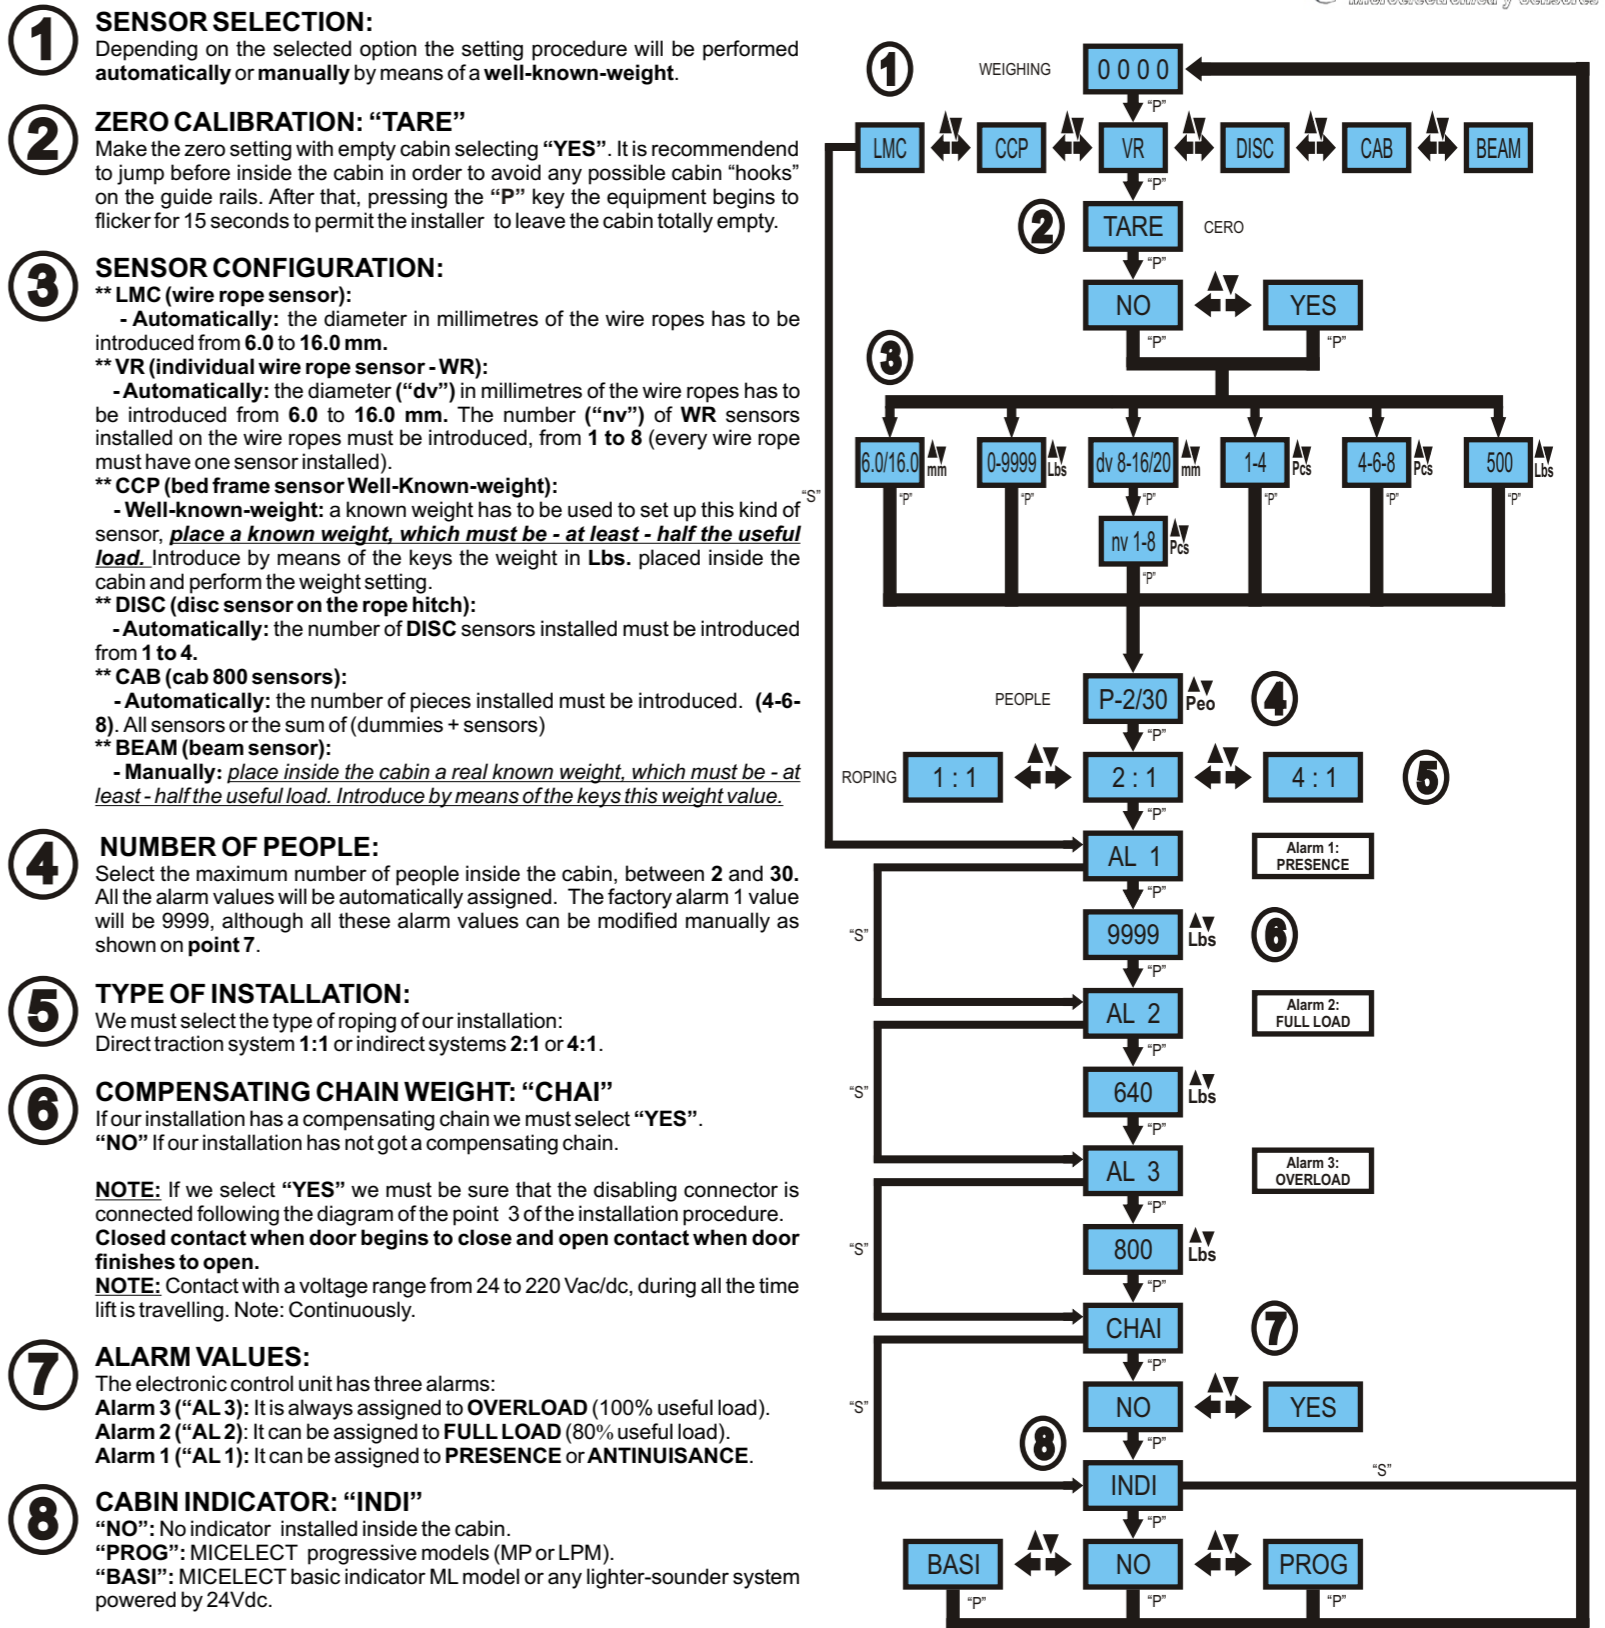 1
SENSOR SELECTION:
Depending on the selected option the setting procedure will be performed
automatically or manually by means of a well-known-weight.
2
ZERO CALIBRATION: “TARE”
Make the zero setting with empty cabin selecting “YES”. It is recommendend
to jump before inside the cabin in order to avoid any possible cabin “hooks”
on the guide rails. After that, pressing the “P” key the equipment begins to
flicker for 15 seconds to permit the installer to leave the cabin totally empty.
3
SENSOR CONFIGURATION:
** LMC (wire rope sensor):
- Automatically: the diameter in millimetres of the wire ropes has to be
introduced from 6.0 to 16.0 mm.
** VR (individual wire rope sensor - WR):
- Automatically: the diameter (“dv”) in millimetres of the wire ropes has to
be introduced from 6.0 to 16.0 mm. The number (“nv”) of WR sensors
installed on the wire ropes must be introduced, from 1 to 8 (every wire rope
must have one sensor installed).
** CCP (bed frame sensor Well-Known-weight):
- Well-known-weight: a known weight has to be used to set up this kind of
sensor, place a known weight, which must be - at least - half the useful
load. Introduce by means of the keys the weight in Lbs. placed inside the
cabin and perform the weight setting.
** DISC (disc sensor on the rope hitch):
- Automatically: the number of DISC sensors installed must be introduced
from 1 to 4.
** CAB (cab 800 sensors):
- Automatically: the number of pieces installed must be introduced. (4-6-
8). All sensors or the sum of (dummies + sensors)
** BEAM (beam sensor):
- Manually: place inside the cabin a real known weight, which must be - at
least - half the useful load. Introduce by means of the keys this weight value.
4
NUMBER OF PEOPLE:
Select the maximum number of people inside the cabin, between 2 and 30.
All the alarm values will be automatically assigned. The factory alarm 1 value
will be 9999, although all these alarm values can be modified manually as
shown on point 7.
5
TYPE OF INSTALLATION:
We must select the type of roping of our installation:
Direct traction system 1:1 or indirect systems 2:1 or 4:1.
6
COMPENSATING CHAIN WEIGHT: “CHAI”
If our installation has a compensating chain we must select “YES”.
“NO” If our installation has not got a compensating chain.
NOTE: If we select “YES” we must be sure that the disabling connector is
connected following the diagram of the point 3 of the installation procedure.
Closed contact when door begins to close and open contact when door
finishes to open.
NOTE: Contact with a voltage range from 24 to 220 Vac/dc, during all the time
lift is travelling. Note: Continuously.
7
ALARM VALUES:
The electronic control unit has three alarms:
Alarm 3 (“AL 3): It is always assigned to OVERLOAD (100% useful load).
Alarm 2 (“AL 2): It can be assigned to FULL LOAD (80% useful load).
Alarm 1 (“AL 1): It can be assigned to PRESENCE or ANTINUISANCE.
8
CABIN INDICATOR: “INDI”
“NO”: No indicator installed inside the cabin.
“PROG”: MICELECT progressive models (MP or LPM).
“BASI”: MICELECT basic indicator ML model or any lighter-sounder system
powered by 24Vdc.
1 WEIGHING 0 0 0 0
“P”
LMC CCP VR DISC CAB BEAM
“P”
2 TARE CERO
“P”
NO YES
“P” “P”
3
6.0/16.0 mm 0-9999 Lbs dv 8-16/20 mm 1-4 Pcs 4-6-8 Pcs 500 Lbs
“S” “P” “P” “P” “P” “P” “P”
nv 1-8 Pcs
“P”
PEOPLE P-2/30 Peo 4
“P”
ROPING 1 : 1 2 : 1 4 : 1 5
“P”
AL 1 Alarm 1:
PRESENCE
“P”
“S” 9999 Lbs 6
“P”
AL 2 Alarm 2:
FULL LOAD
“P”
“S” 640 Lbs
“P”
AL 3 Alarm 3:
OVERLOAD
“P”
“S” 800 Lbs
“P”
CHAI 7
“P”
“S” NO YES
8 “P”
INDI “S”
“P”
BASI NO PROG
“P” “P” “P”